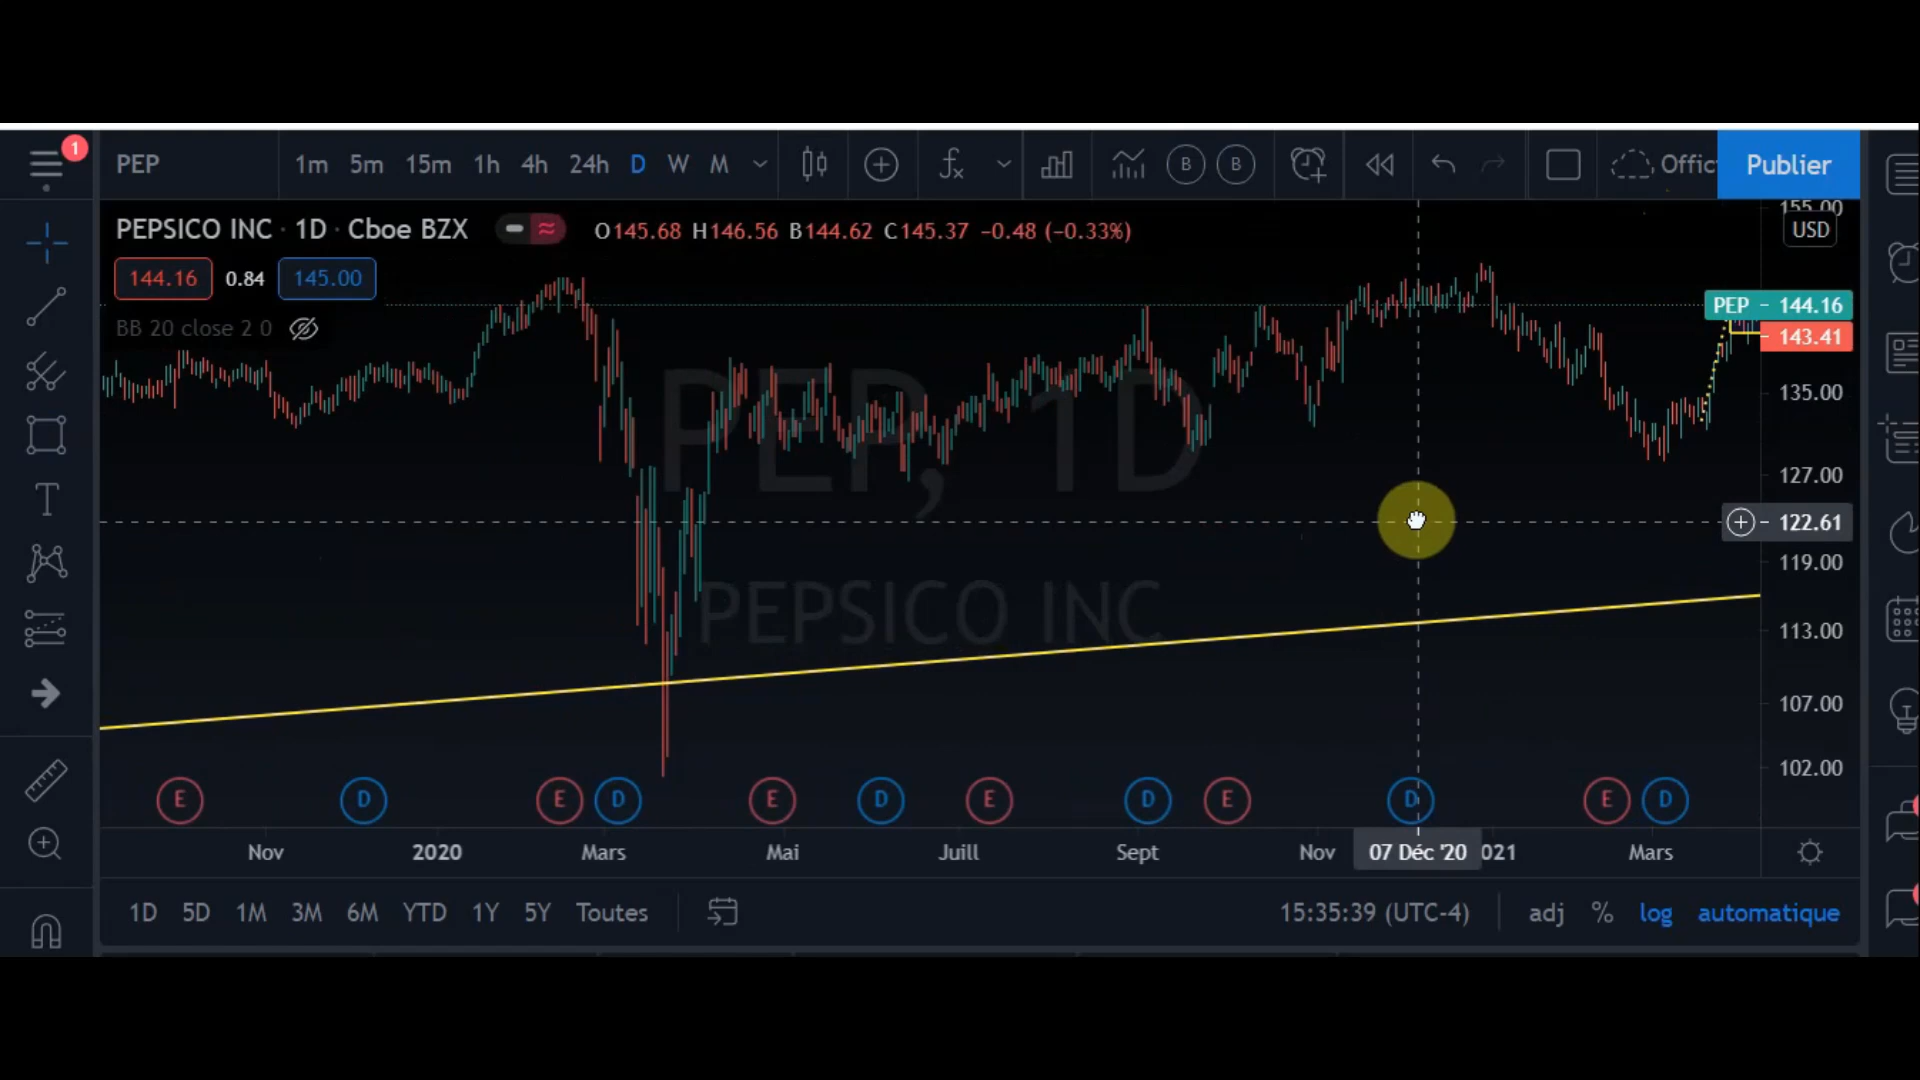 1
PEP 1m 5m 15m 1h 4h 24h D W M B B Offic Publier
PEPSICO INC · 1D · Cboe BZX O145.68 H146.56 B144.62 C145.37 −0.48 (−0.33%)
155.00
USD
144.16 0.84 145.00
BB 20 close 2 0
PEP 144.16
143.41
135.00
PEP, 1D
127.00
122.61
119.00
PEPSICO INC
113.00
107.00
102.00
E D E D E D E D E D E D
Nov 2020 Mars Mai Juill Sept Nov 07 Déc '20 021 Mars
1D 5D 1M 3M 6M YTD 1Y 5Y Toutes 15:35:39 (UTC-4) adj % log automatique